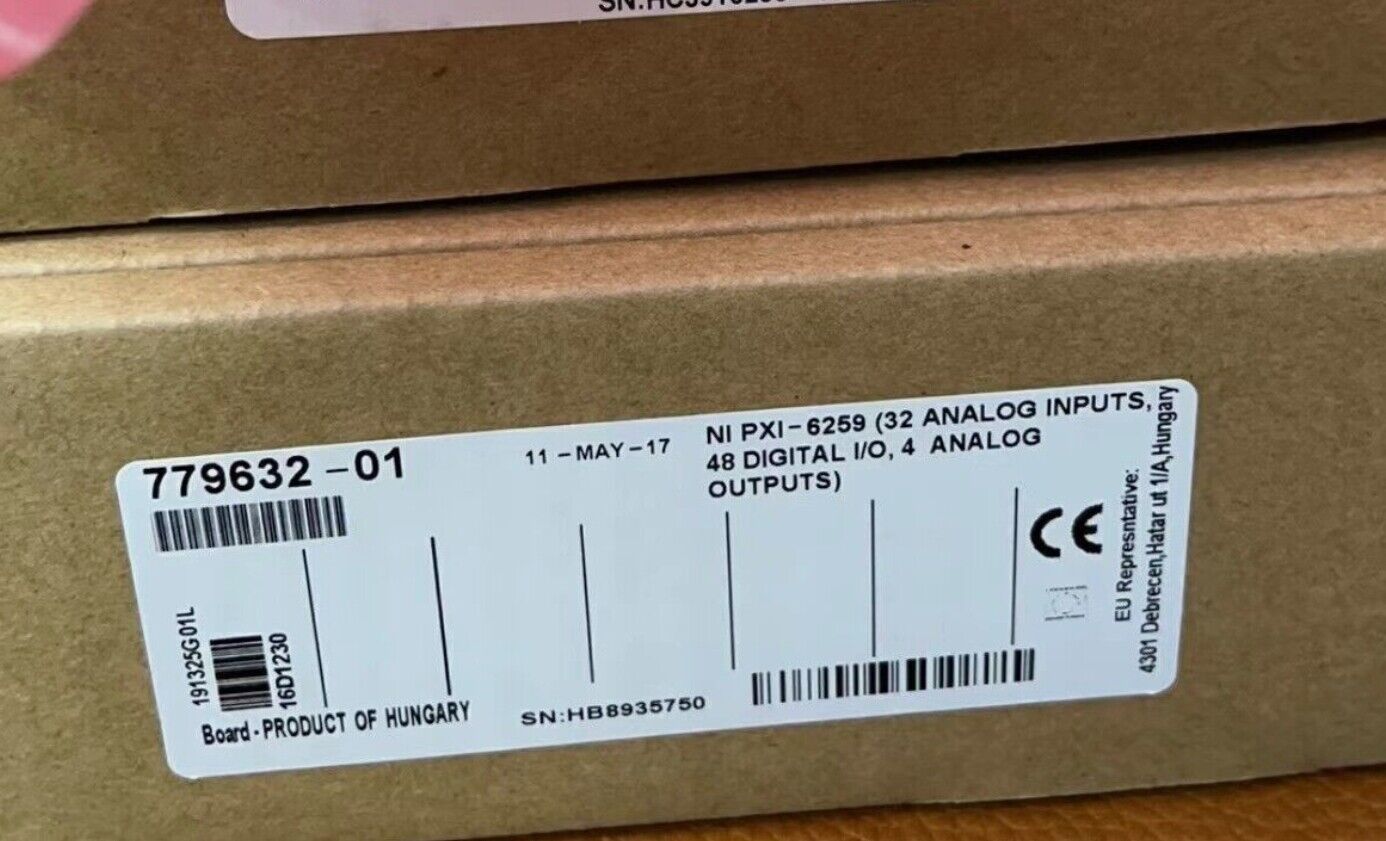 779632-01
11-MAY-17
NI PXI-6259 (32 ANALOG INPUTS,
48 DIGITAL I/O, 4 ANALOG
OUTPUTS)
CE
EU Represntative:
4301 Debrecen,Hatar ut 1/A,Hungary
191325G01L
16D1230
Board - PRODUCT OF HUNGARY
SN:HB8935750